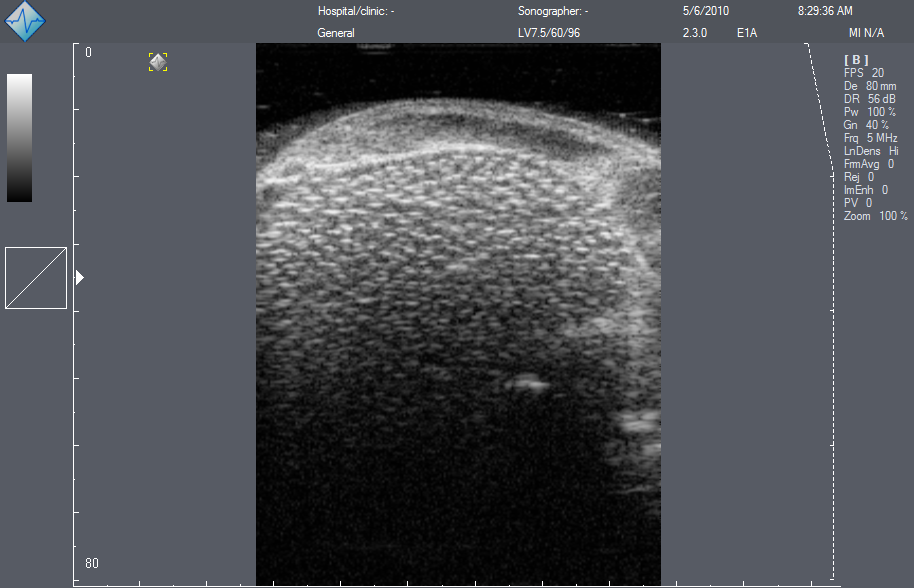 Hospital/clinic: - Sonographer: - 5/6/2010 8:29:36 AM
General LV7.5/60/96 2.3.0 E1A MI N/A
0
[ B ]
FPS 20
De 80 mm
DR 56 dB
Pw 100 %
Gn 40 %
Frq 5 MHz
LnDens Hi
FrmAvg 0
Rej 0
ImEnh 0
PV 0
Zoom 100 %
80